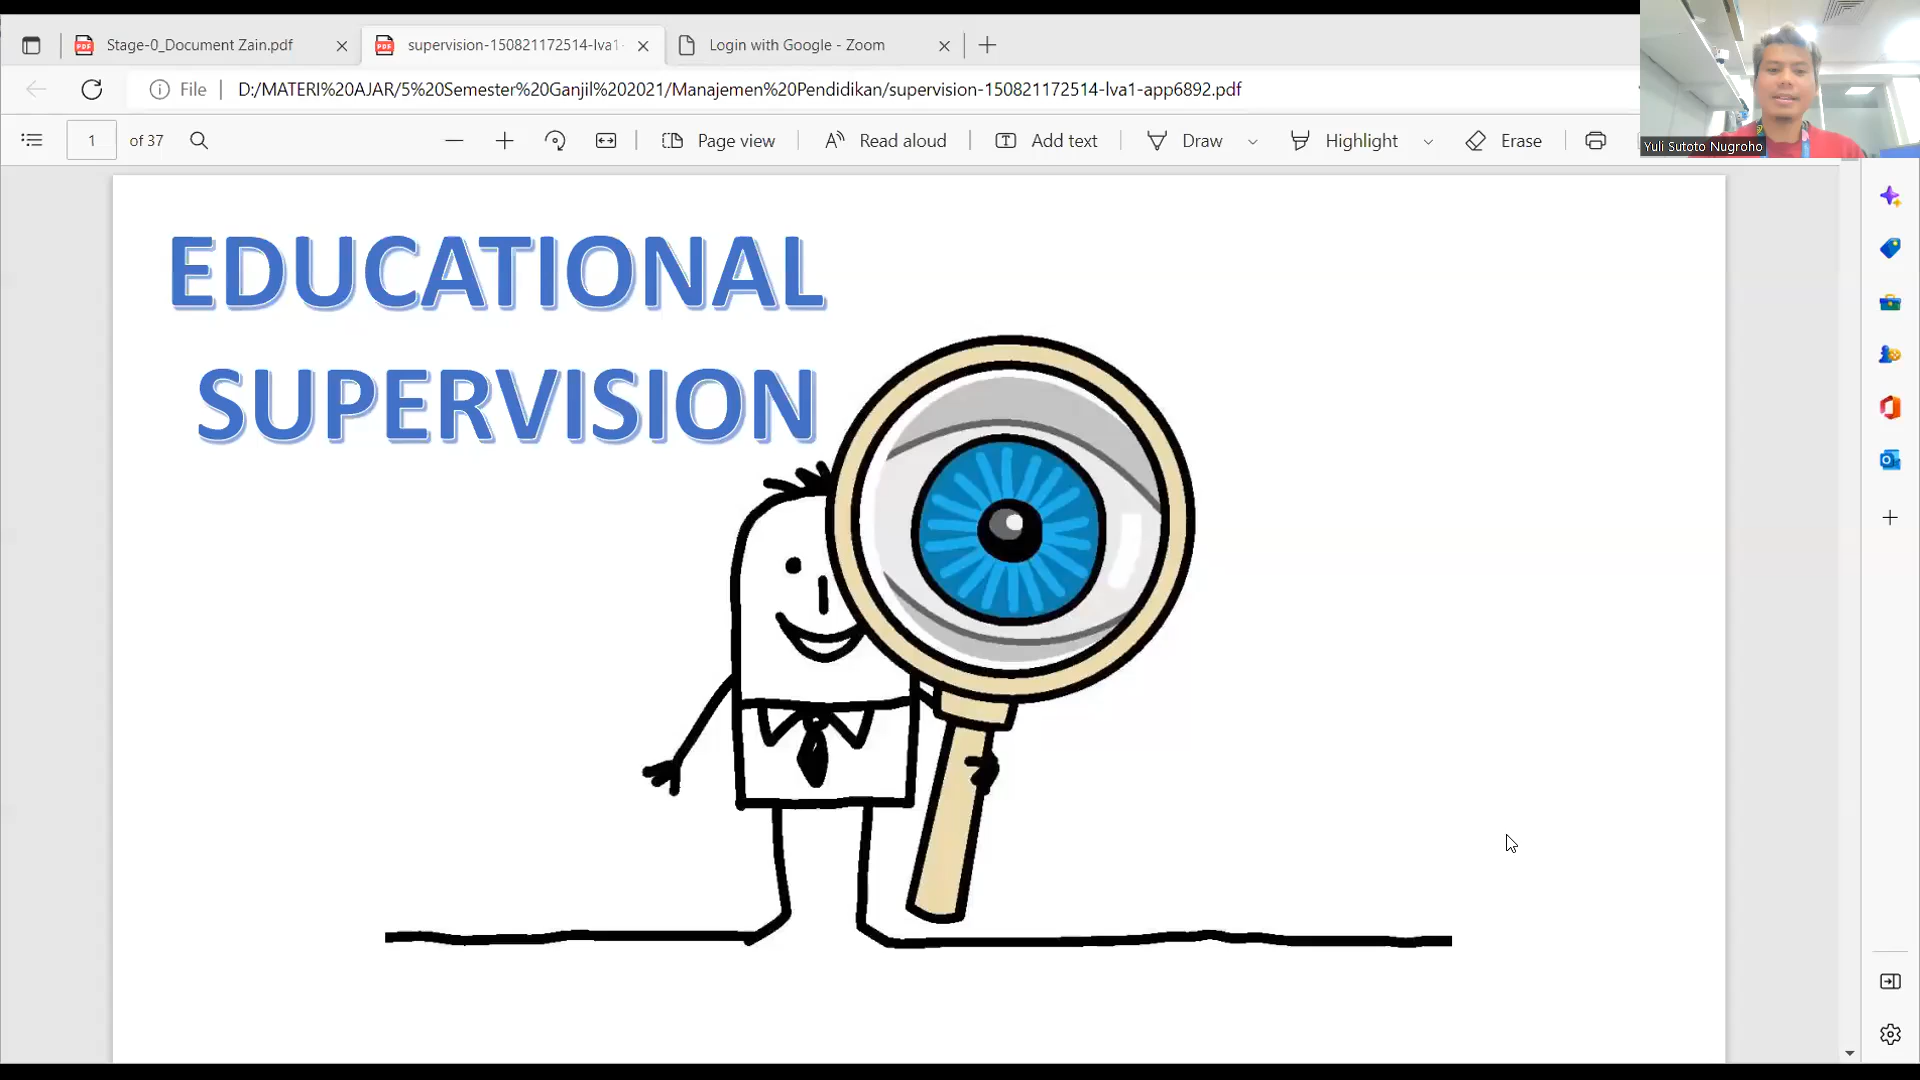 Stage-0_Document Zain.pdf
supervision-150821172514-lva1-
Login with Google - Zoom
File
D:/MATERI%20AJAR/5%20Semester%20Ganjil%202021/Manajemen%20Pendidikan/supervision-150821172514-lva1-app6892.pdf
1 of 37
Page view
Read aloud
Add text
Draw
Highlight
Erase
Yuli Sutoto Nugroho
EDUCATIONAL
SUPERVISION